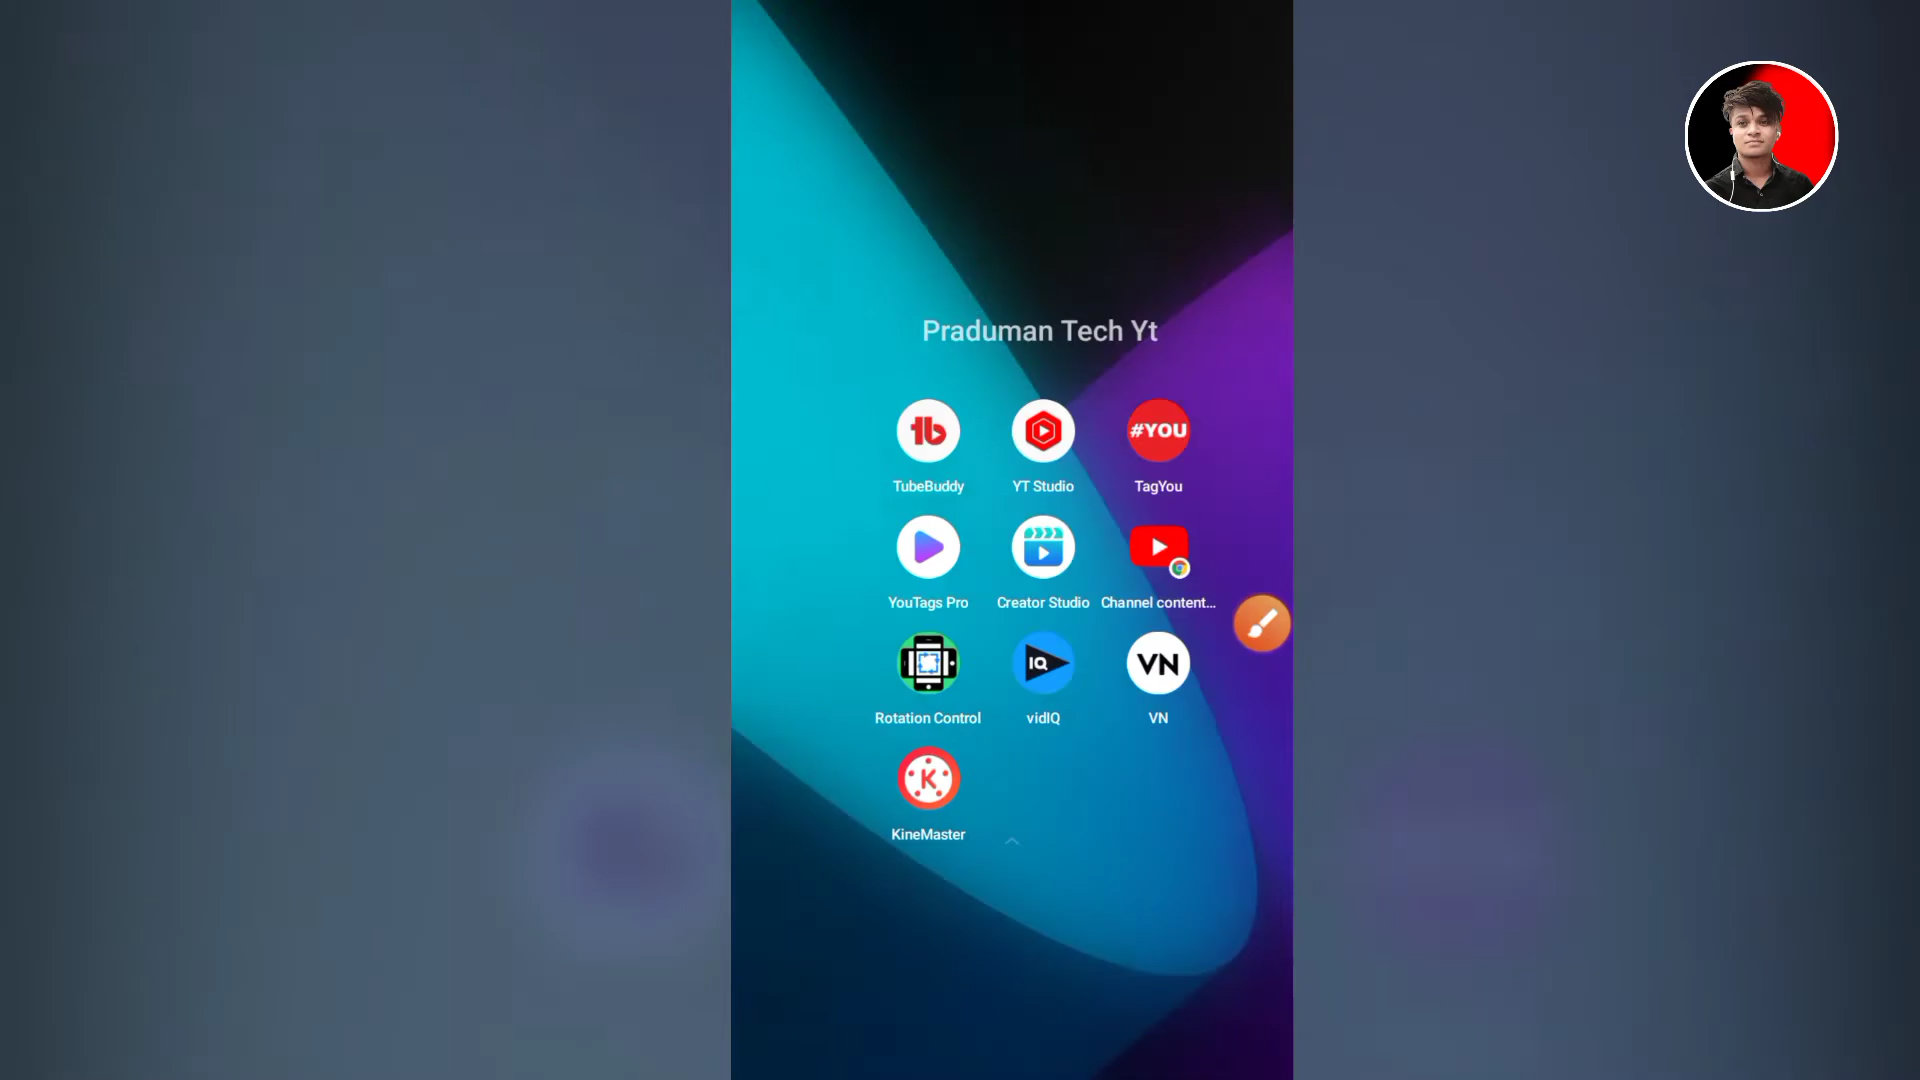 Praduman Tech Yt
tb
#YOU
TubeBuddy
YT Studio
TagYou
YouTags Pro
Creator Studio
Channel content...
IQ
VN
Rotation Control
vidIQ
VN
K
KineMaster